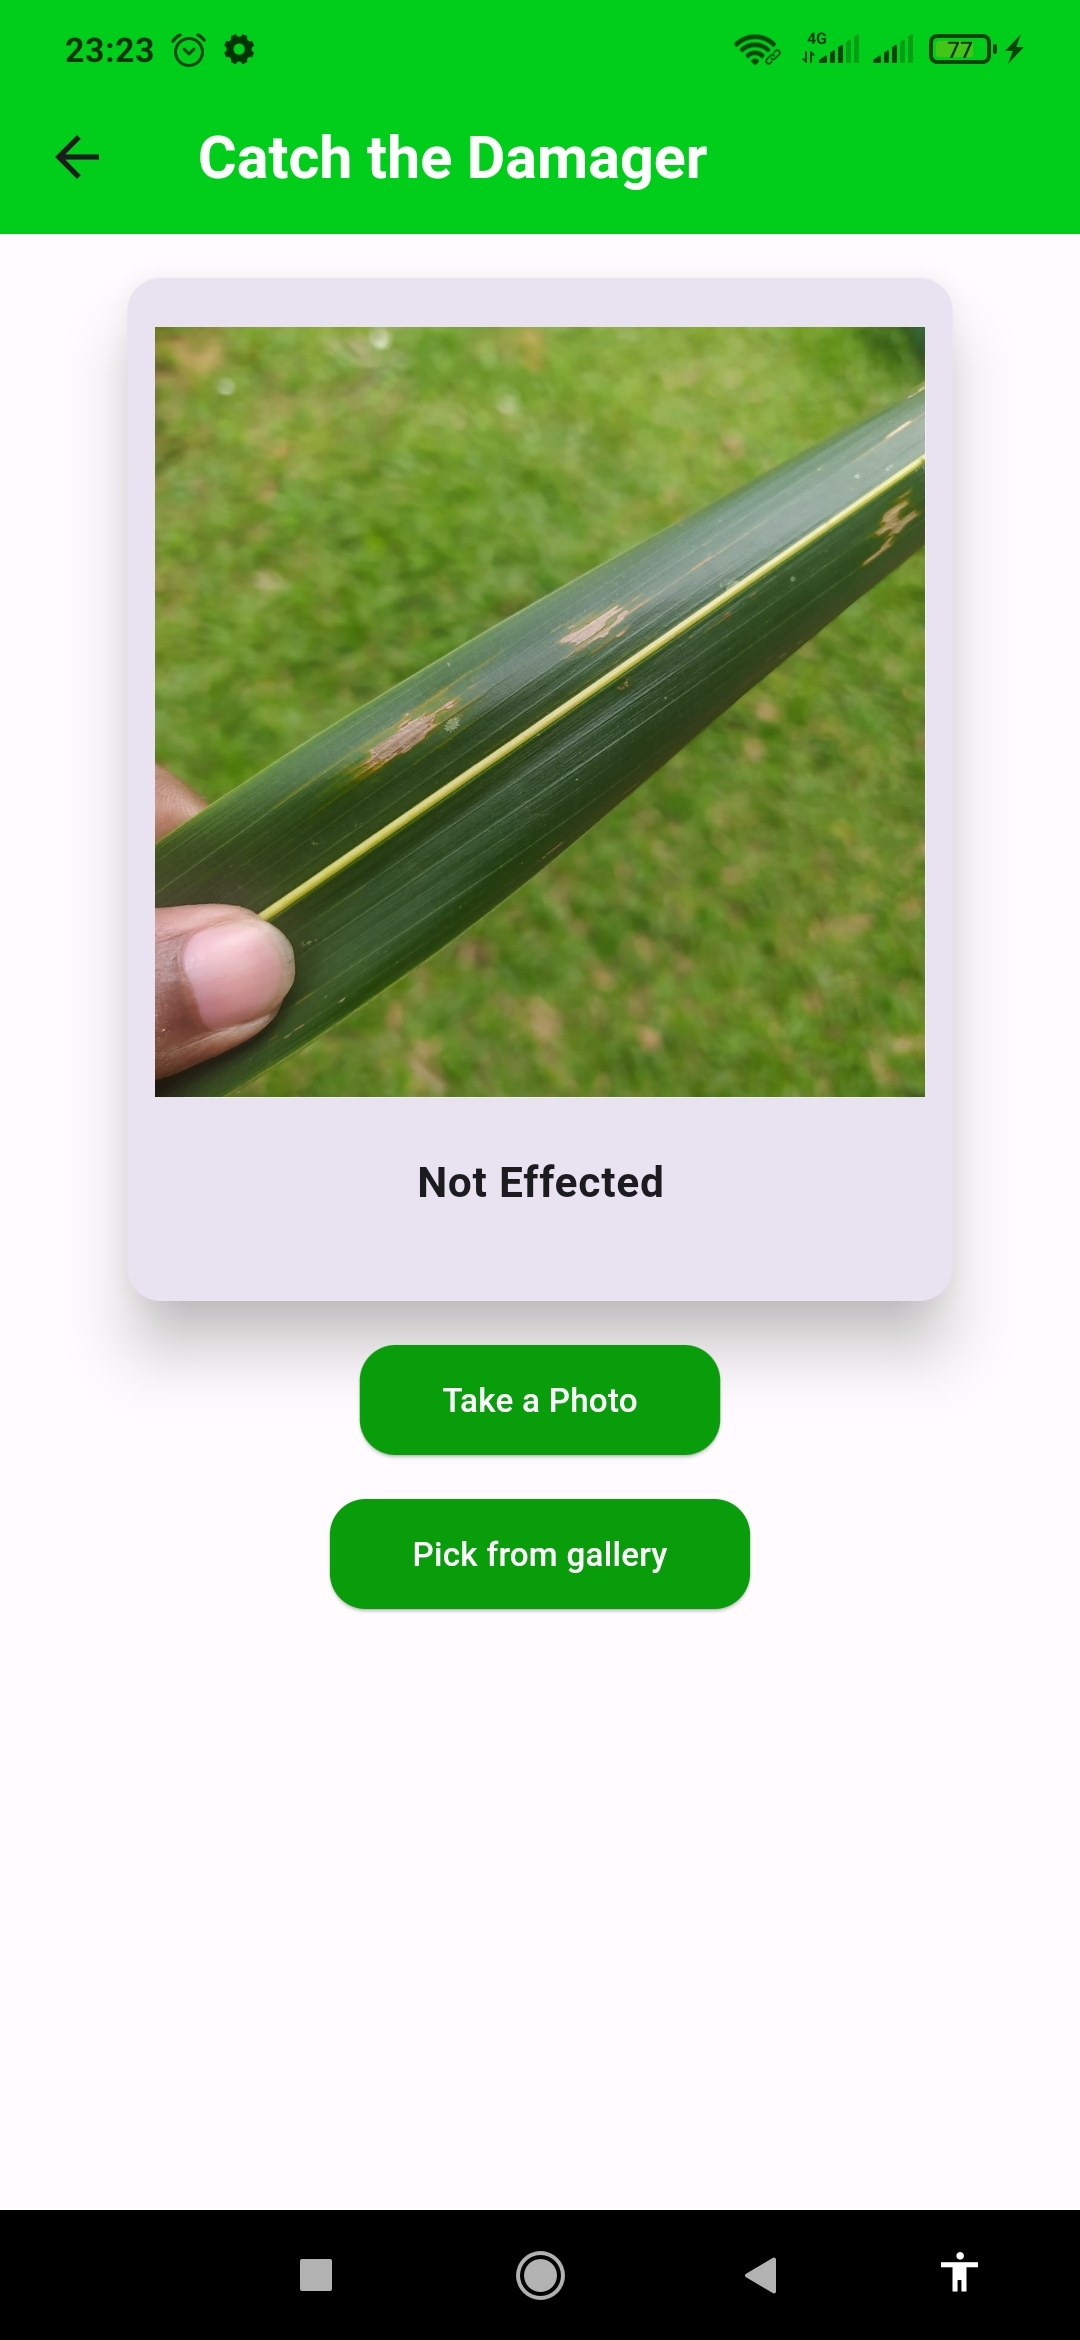 23:23
4G
77
Catch the Damager
Not Effected
Take a Photo
Pick from gallery